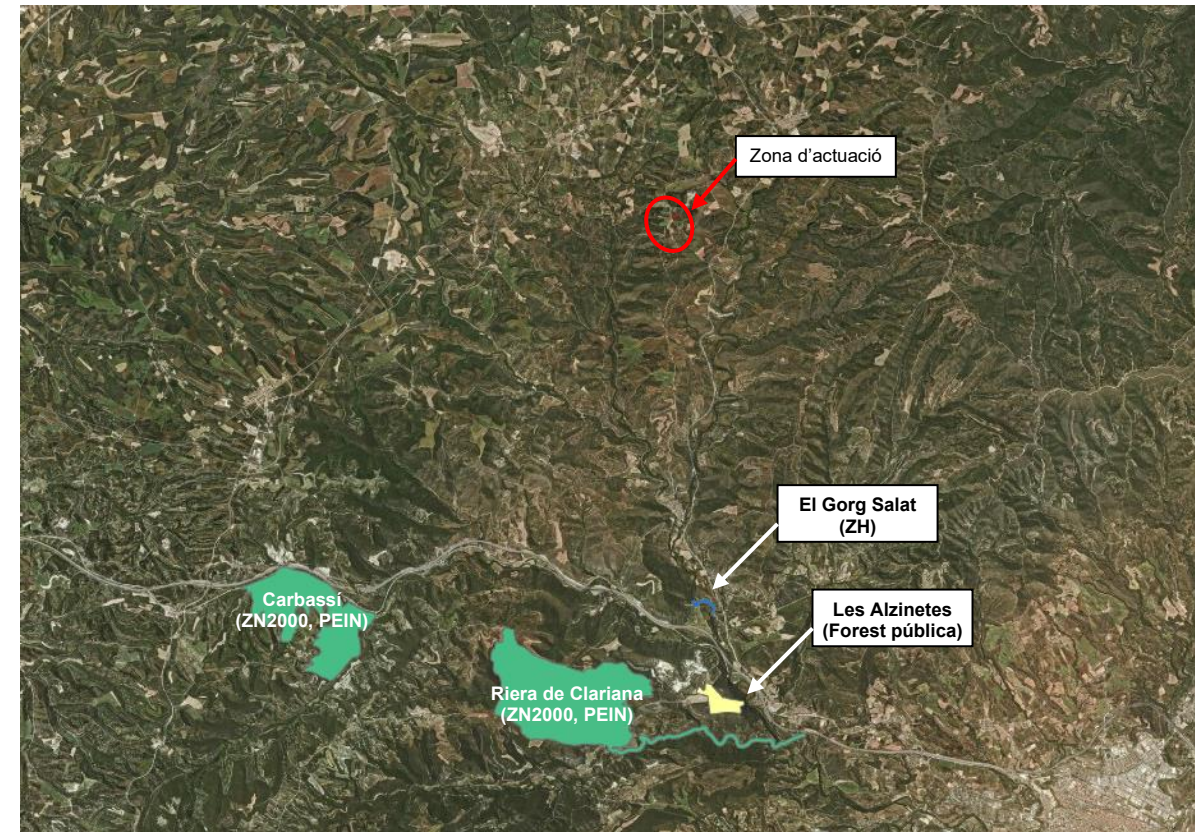 Zona d'actuació
El Gorg Salat
(ZH)
Carbassí
(ZN2000, PEIN)
Les Alzinetes
(Forest pública)
Riera de Clariana
(ZN2000, PEIN)